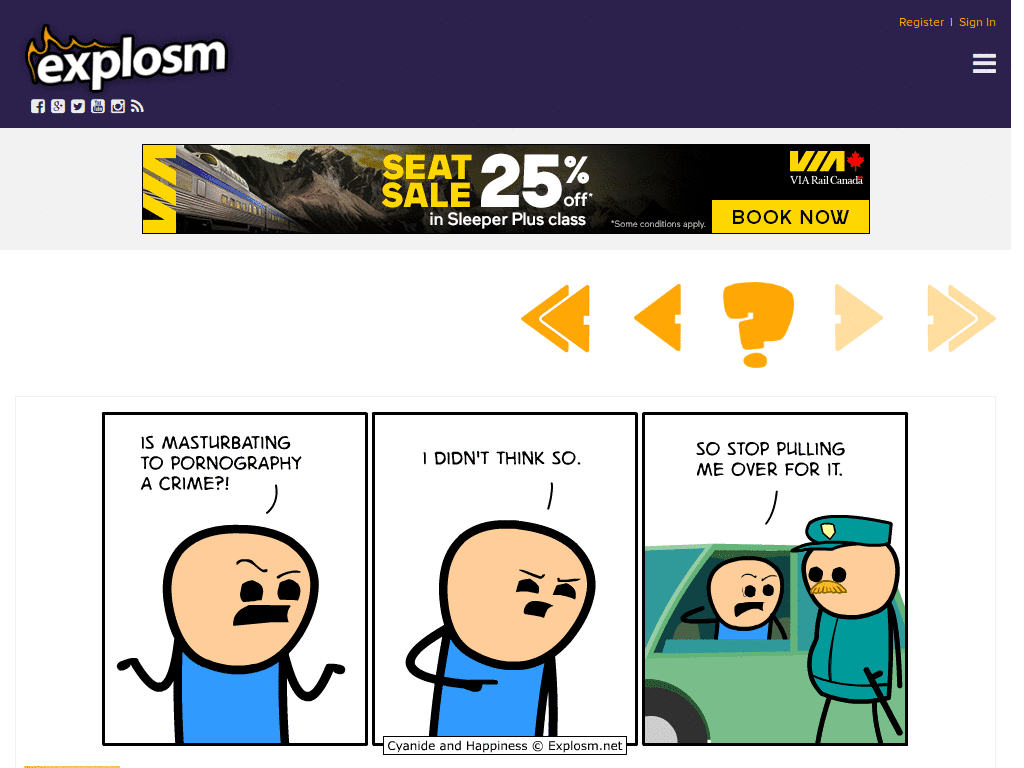 Register | Sign In
explosm
SEAT
SALE
25%
off*
in Sleeper Plus class
*Some conditions apply.
VIA
VIA Rail Canada
BOOK NOW
?
IS MASTURBATING
TO PORNOGRAPHY
A CRIME?!
I DIDN'T THINK SO.
SO STOP PULLING
ME OVER FOR IT.
Cyanide and Happiness © Explosm.net